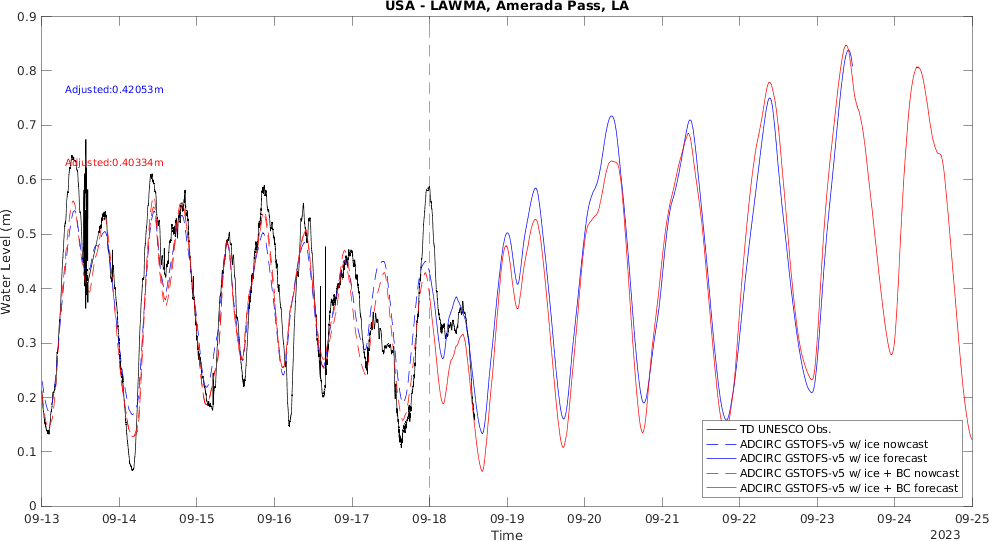 USA - LAWMA, Amerada Pass, LA
0.9
0.8
0.7
0.6
0.5
0.4
0.3
0.2
0.1
0
Water Level (m)
Adjusted:0.42053m
Adjusted:0.40334m
TD UNESCO Obs.
ADCIRC GSTOFS-v5 w/ ice nowcast
ADCIRC GSTOFS-v5 w/ ice forecast
ADCIRC GSTOFS-v5 w/ ice + BC nowcast
ADCIRC GSTOFS-v5 w/ ice + BC forecast
09-13 09-14 09-15 09-16 09-17 09-18 09-19 09-20 09-21 09-22 09-23 09-24 09-25
Time
2023